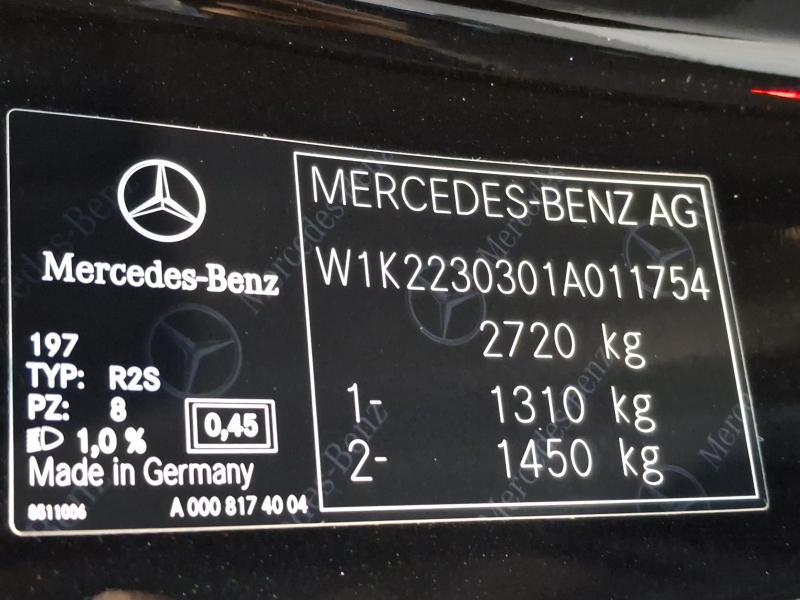 Mercedes-Benz
197
TYP: R2S
PZ: 8
1,0 %
0,45
Made in Germany
A 000 817 40 04
MERCEDES-BENZ AG
W1K2230301A011754
2720 kg
1- 1310 kg
2- 1450 kg